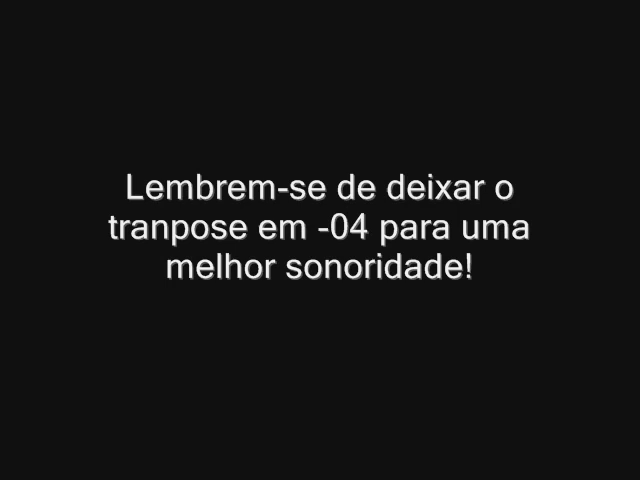 Lembrem-se de deixar o
tranpose em -04 para uma
melhor sonoridade!